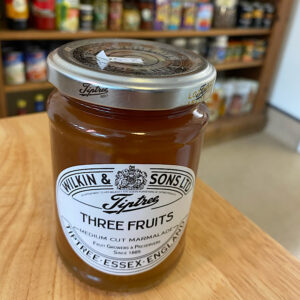 Tiptree
WILKIN & SONS LTD
Tiptree
THREE FRUITS
MEDIUM CUT MARMALADE
FRUIT GROWERS & PRESERVERS
SINCE 1885
TIPTREE · ESSEX · ENGLAND